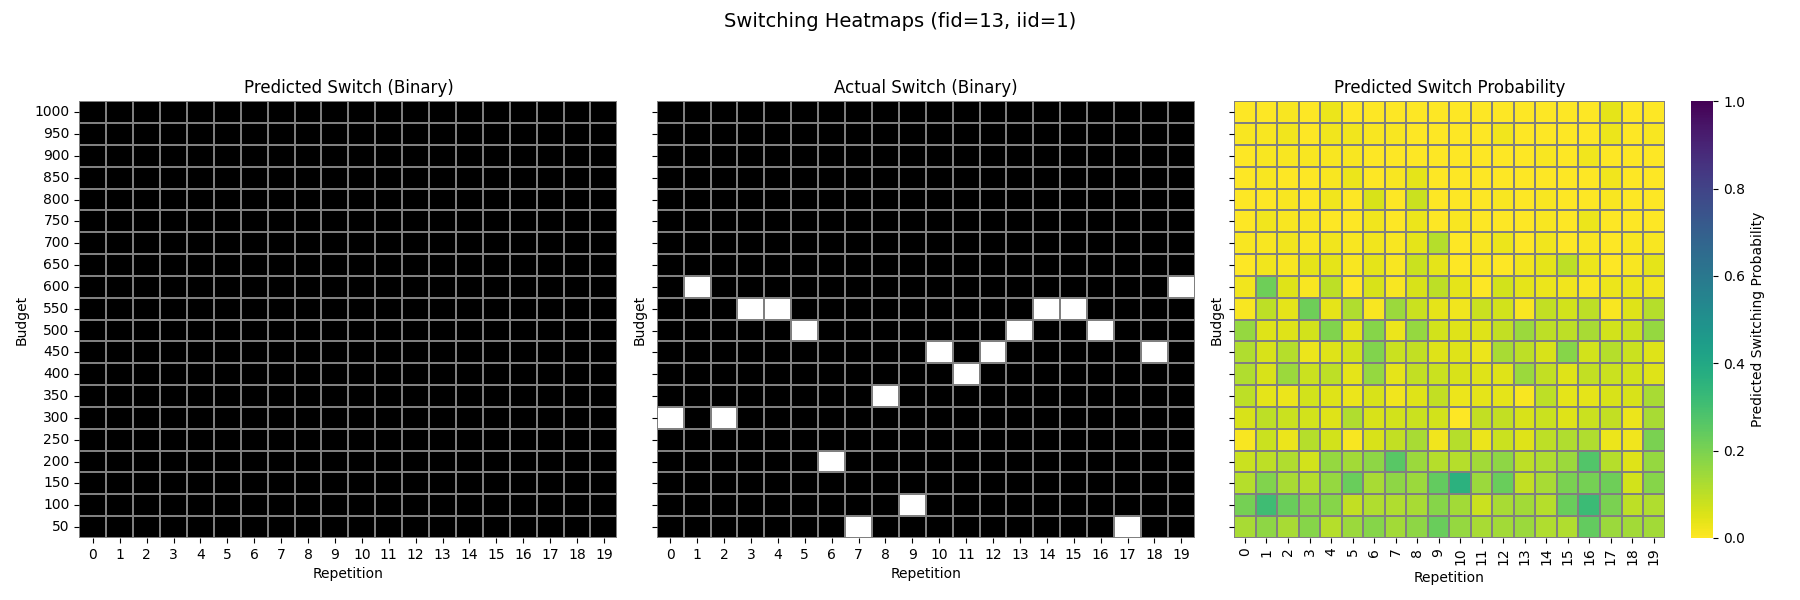 Switching Heatmaps (fid=13, iid=1)
Predicted Switch (Binary)
Budget
1000
950
900
850
800
750
700
650
600
550
500
450
400
350
300
250
200
150
100
50
0 1 2 3 4 5 6 7 8 9 10 11 12 13 14 15 16 17 18 19
Repetition
Actual Switch (Binary)
Budget
0 1 2 3 4 5 6 7 8 9 10 11 12 13 14 15 16 17 18 19
Repetition
Predicted Switch Probability
Budget
0 1 2 3 4 5 6 7 8 9 10 11 12 13 14 15 16 17 18 19
Repetition
1.0
0.8
0.6
0.4
0.2
0.0
Predicted Switching Probability